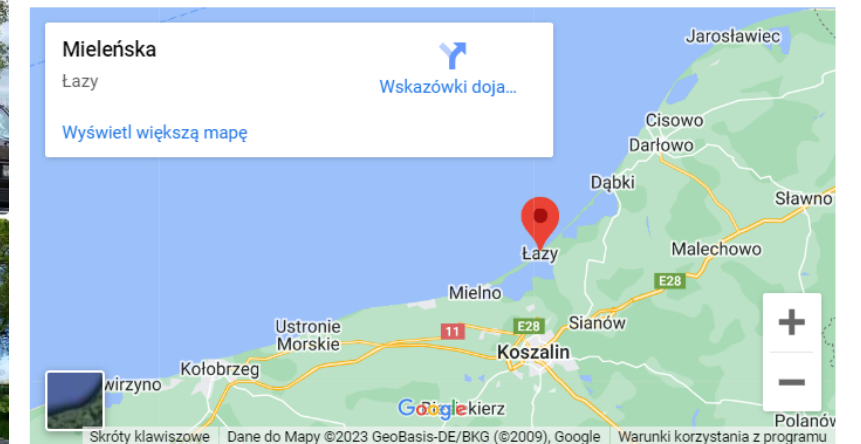 Mieleńska
Łazy
Wskazówki doja...
Wyświetl większą mapę
Jarosławiec
Cisowo
Darłowo
Dąbki
Sławno
Łazy
Malechowo
E28
Mielno
Ustronie
Morskie
11
E28
Sianów
Koszalin
Kołobrzeg
wirzyno
Google
kierz
Polanów
Skróty klawiszowe
Dane do Mapy ©2023 GeoBasis-DE/BKG (©2009), Google
Warunki korzystania z programu